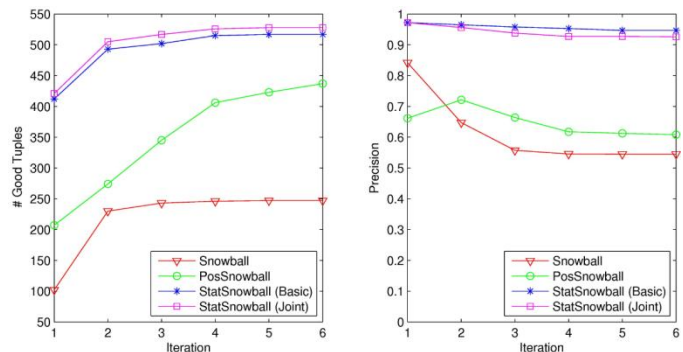 550
500
450
400
350
300
250
200
150
100
50
# Good Tuples
1 2 3 4 5 6
Iteration
Snowball
PosSnowball
StatSnowball (Basic)
StatSnowball (Joint)
1
0.9
0.8
0.7
0.6
0.5
0.4
0.3
0.2
0.1
0
Precision
1 2 3 4 5 6
Iteration
Snowball
PosSnowball
StatSnowball (Basic)
StatSnowball (Joint)